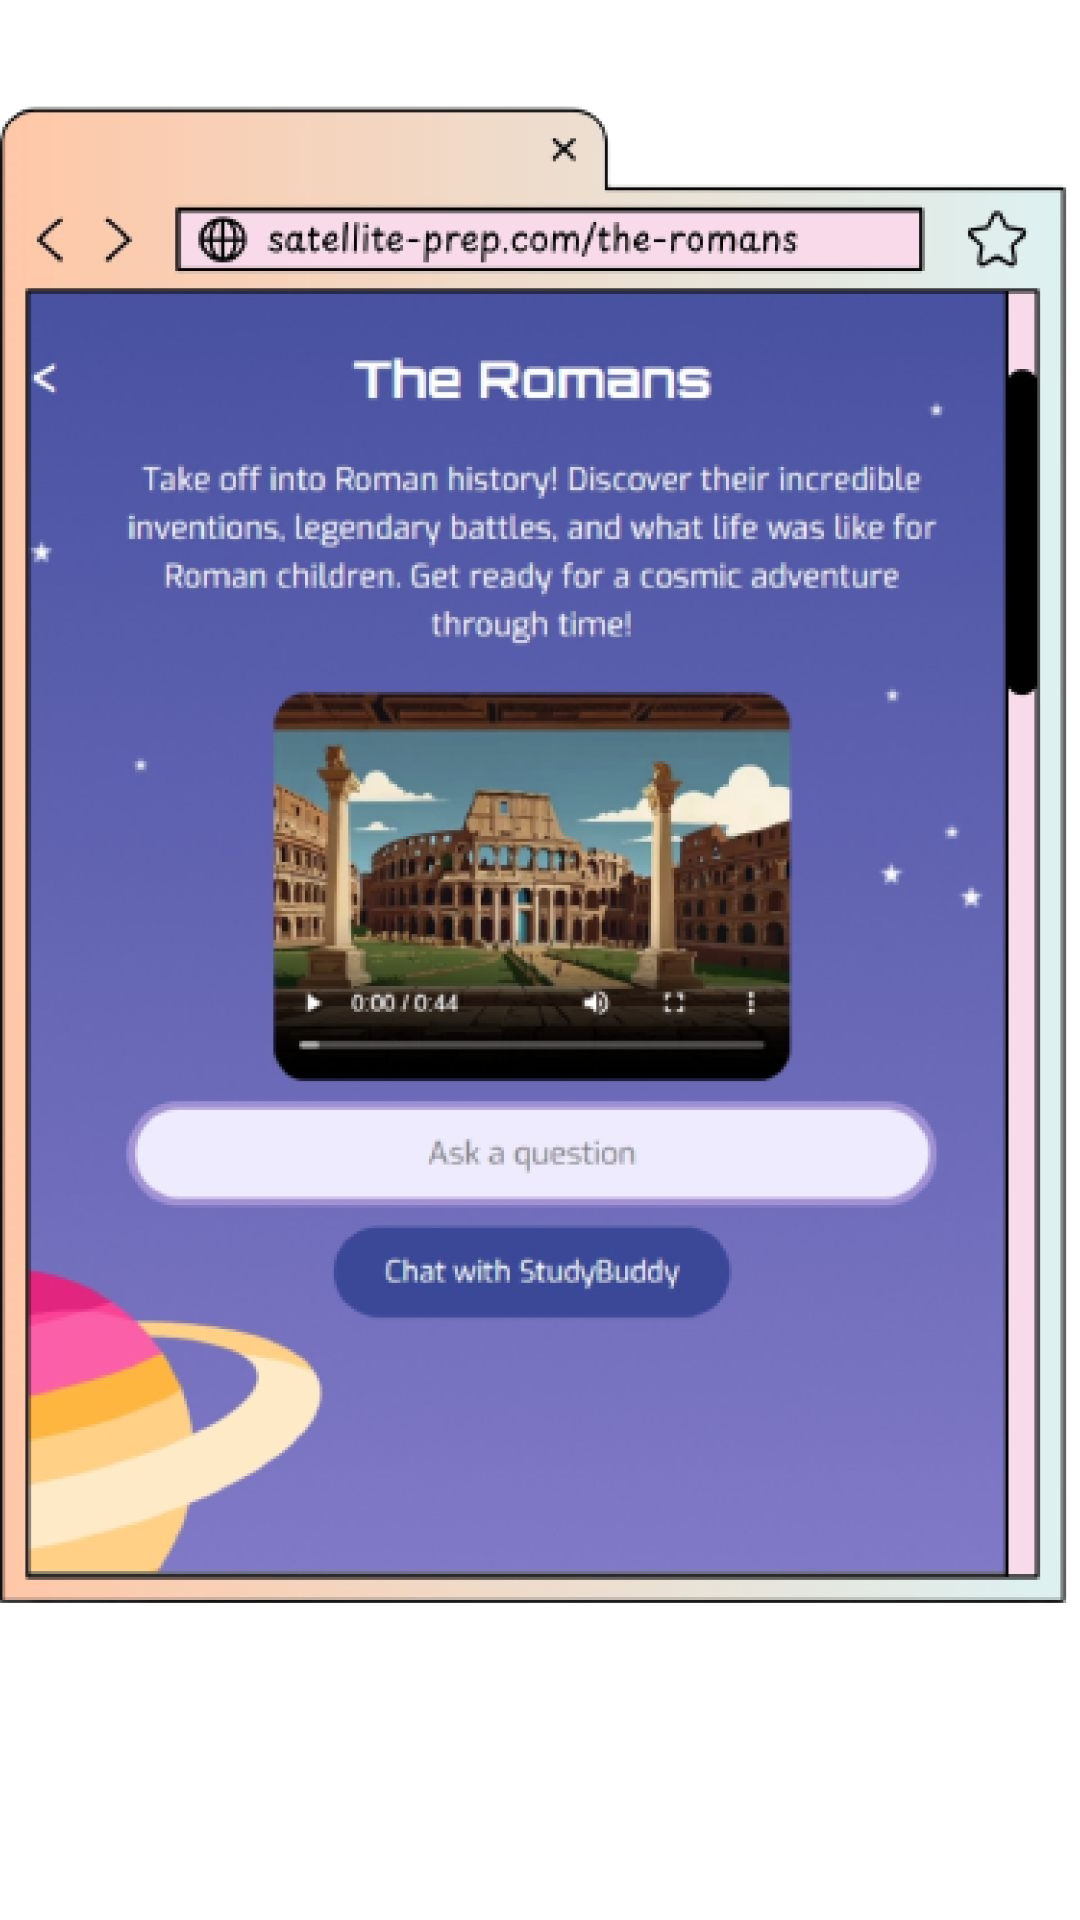 satellite-prep.com/the-romans
The Romans
Take off into Roman history! Discover their incredible
inventions, legendary battles, and what life was like for
Roman children. Get ready for a cosmic adventure
through time!
0:00 / 0:44
Ask a question
Chat with StudyBuddy